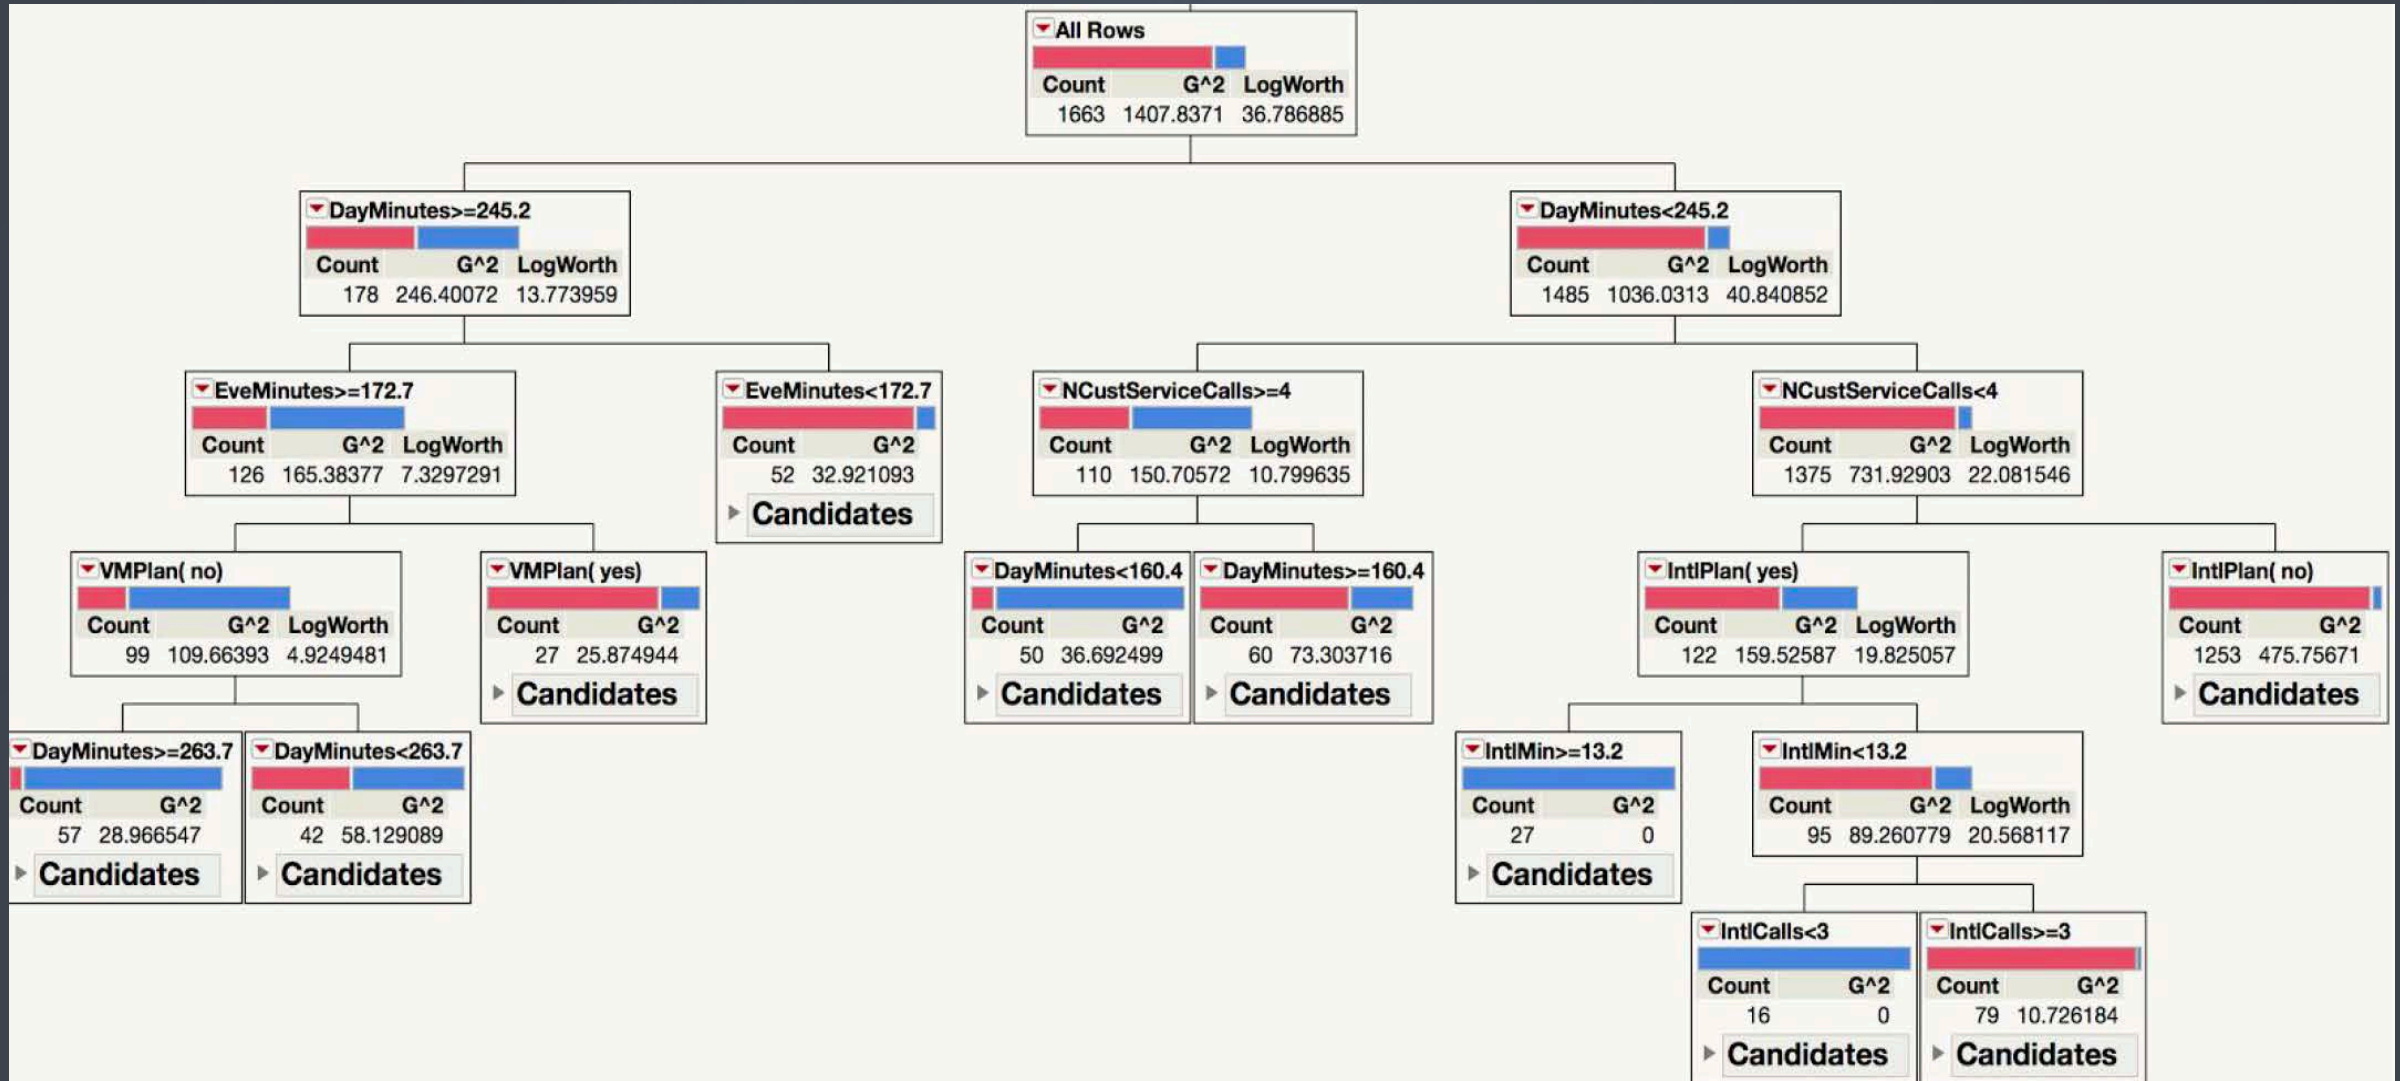 All Rows
Count G^2 LogWorth
1663 1407.8371 36.786885
DayMinutes>=245.2
Count G^2 LogWorth
178 246.40072 13.773959
DayMinutes<245.2
Count G^2 LogWorth
1485 1036.0313 40.840852
EveMinutes>=172.7
Count G^2 LogWorth
126 165.38377 7.3297291
EveMinutes<172.7
Count G^2
52 32.921093
Candidates
NCustServiceCalls>=4
Count G^2 LogWorth
110 150.70572 10.799635
NCustServiceCalls<4
Count G^2 LogWorth
1375 731.92903 22.081546
VMPlan( no)
Count G^2 LogWorth
99 109.66393 4.9249481
VMPlan( yes)
Count G^2
27 25.874944
Candidates
DayMinutes<160.4
Count G^2
50 36.692499
Candidates
DayMinutes>=160.4
Count G^2
60 73.303716
Candidates
IntlPlan( yes)
Count G^2 LogWorth
122 159.52587 19.825057
IntlPlan( no)
Count G^2
1253 475.75671
Candidates
DayMinutes>=263.7
Count G^2
57 28.966547
Candidates
DayMinutes<263.7
Count G^2
42 58.129089
Candidates
IntlMin>=13.2
Count G^2
27 0
Candidates
IntlMin<13.2
Count G^2 LogWorth
95 89.260779 20.568117
IntlCalls<3
Count G^2
16 0
Candidates
IntlCalls>=3
Count G^2
79 10.726184
Candidates